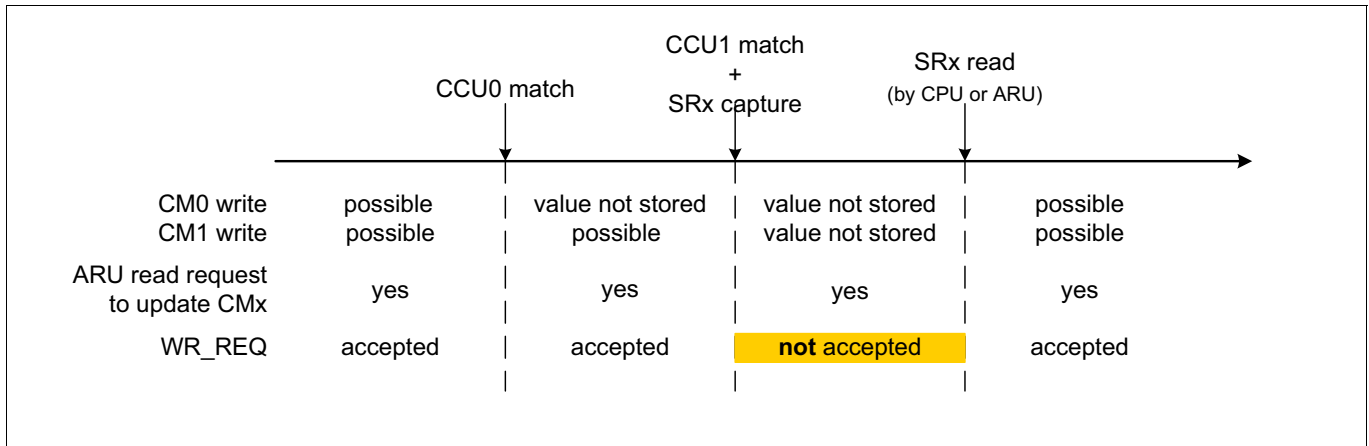 CCU1 match
+
SRx capture
SRx read
(by CPU or ARU)
CCU0 match
CM0 write possible value not stored value not stored possible
CM1 write possible possible value not stored possible
ARU read request
to update CMx yes yes yes yes
WR_REQ accepted accepted not accepted accepted